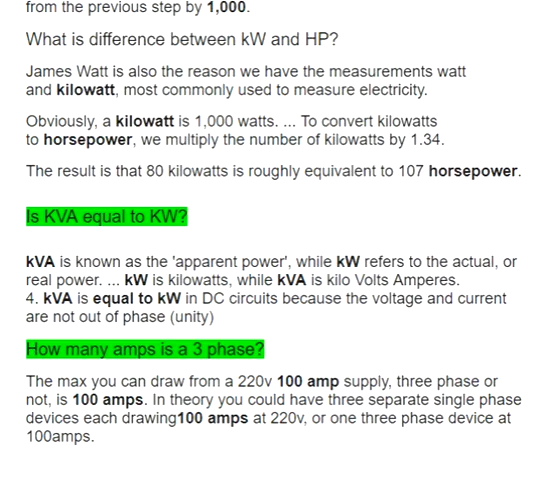 from the previous step by 1,000.
What is difference between kW and HP?
James Watt is also the reason we have the measurements watt
and kilowatt, most commonly used to measure electricity.
Obviously, a kilowatt is 1,000 watts. ... To convert kilowatts
to horsepower, we multiply the number of kilowatts by 1.34.
The result is that 80 kilowatts is roughly equivalent to 107 horsepower.
Is KVA equal to KW?
kVA is known as the 'apparent power', while kW refers to the actual, or
real power. ... kW is kilowatts, while kVA is kilo Volts Amperes.
4. kVA is equal to kW in DC circuits because the voltage and current
are not out of phase (unity)
How many amps is a 3 phase?
The max you can draw from a 220v 100 amp supply, three phase or
not, is 100 amps. In theory you could have three separate single phase
devices each drawing100 amps at 220v, or one three phase device at
100amps.